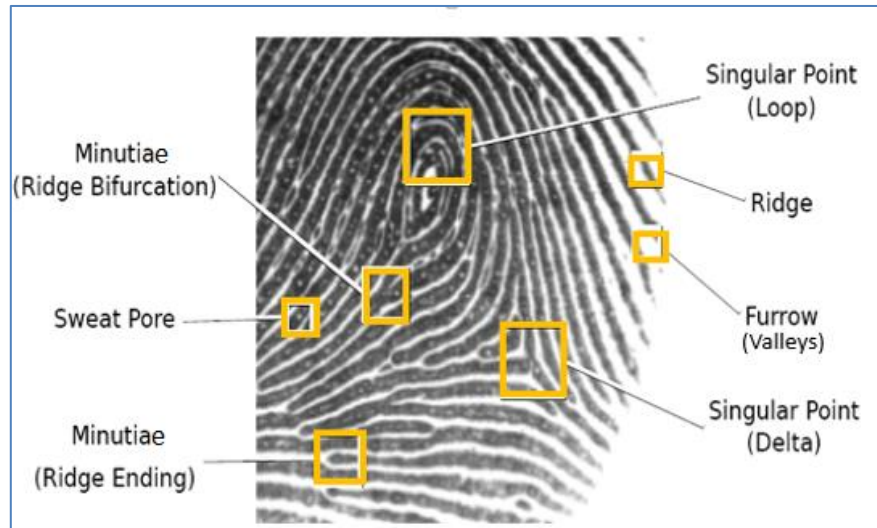 Singular Point
(Loop)
Minutiae
(Ridge Bifurcation)
Ridge
Sweat Pore
Furrow
(Valleys)
Singular Point
(Delta)
Minutiae
(Ridge Ending)